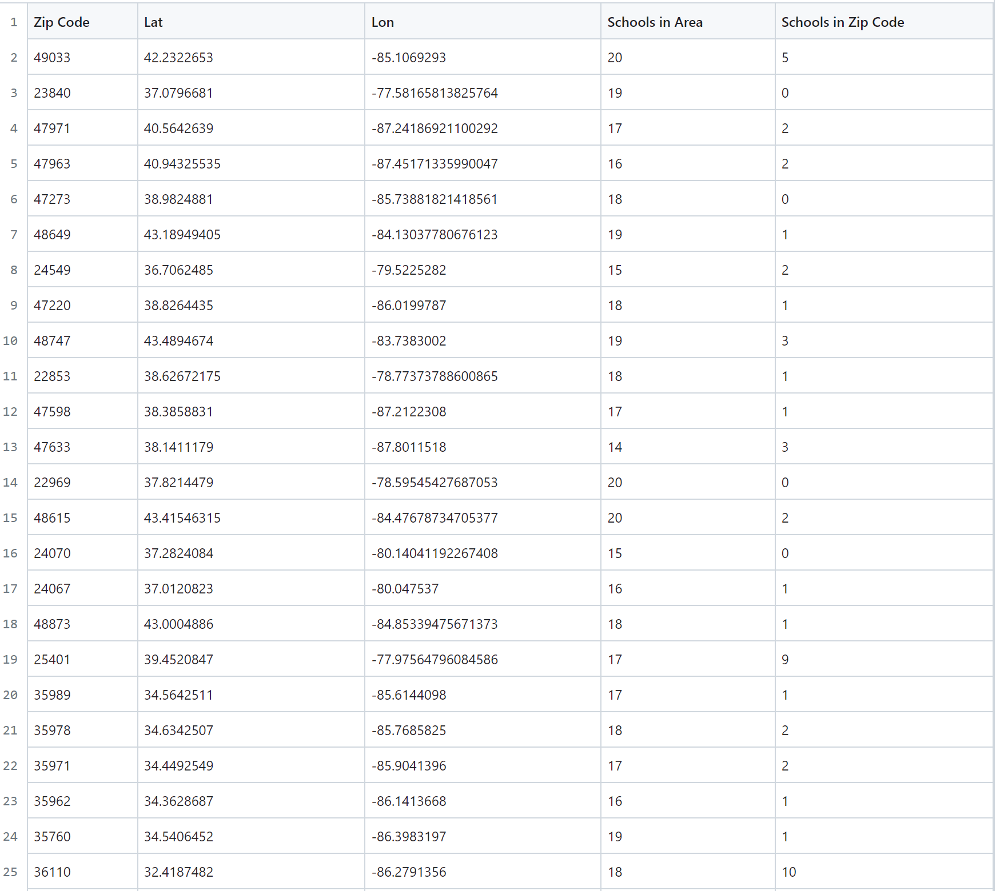 1 Zip Code Lat Lon Schools in Area Schools in Zip Code
2 49033 42.2322653 -85.1069293 20 5
3 23840 37.0796681 -77.58165813825764 19 0
4 47971 40.5642639 -87.24186921100292 17 2
5 47963 40.94325535 -87.45171335990047 16 2
6 47273 38.9824881 -85.73881821418561 18 0
7 48649 43.18949405 -84.13037780676123 19 1
8 24549 36.7062485 -79.5225282 15 2
9 47220 38.8264435 -86.0199787 18 1
10 48747 43.4894674 -83.7383002 19 3
11 22853 38.62672175 -78.77373788600865 18 1
12 47598 38.3858831 -87.2122308 17 1
13 47633 38.1411179 -87.8011518 14 3
14 22969 37.8214479 -78.59545427687053 20 0
15 48615 43.41546315 -84.47678734705377 20 2
16 24070 37.2824084 -80.14041192267408 15 0
17 24067 37.0120823 -80.047537 16 1
18 48873 43.0004886 -84.85339475671373 18 1
19 25401 39.4520847 -77.97564796084586 17 9
20 35989 34.5642511 -85.6144098 17 1
21 35978 34.6342507 -85.7685825 18 2
22 35971 34.4492549 -85.9041396 17 2
23 35962 34.3628687 -86.1413668 16 1
24 35760 34.5406452 -86.3983197 19 1
25 36110 32.4187482 -86.2791356 18 10